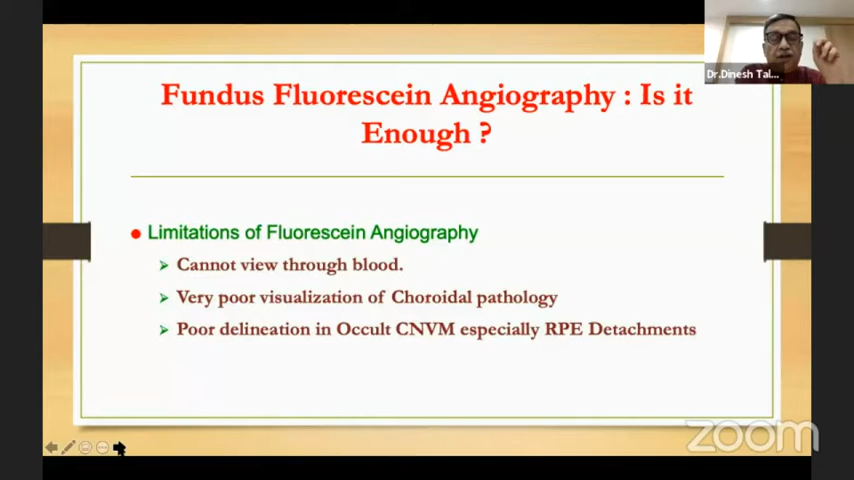 Dr.Dinesh Tal...
Fundus Fluorescein Angiography : Is it
Enough ?
Limitations of Fluorescein Angiography
Cannot view through blood.
Very poor visualization of Choroidal pathology
Poor delineation in Occult CNVM especially RPE Detachments
zoom